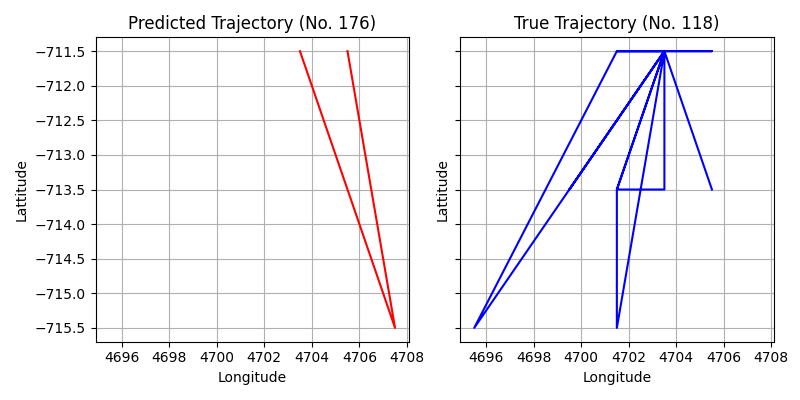 Predicted Trajectory (No. 176)
True Trajectory (No. 118)
−711.5
−712.0
−712.5
−713.0
−713.5
−714.0
−714.5
−715.0
−715.5
Lattitude
Lattitude
4696 4698 4700 4702 4704 4706 4708
4696 4698 4700 4702 4704 4706 4708
Longitude
Longitude